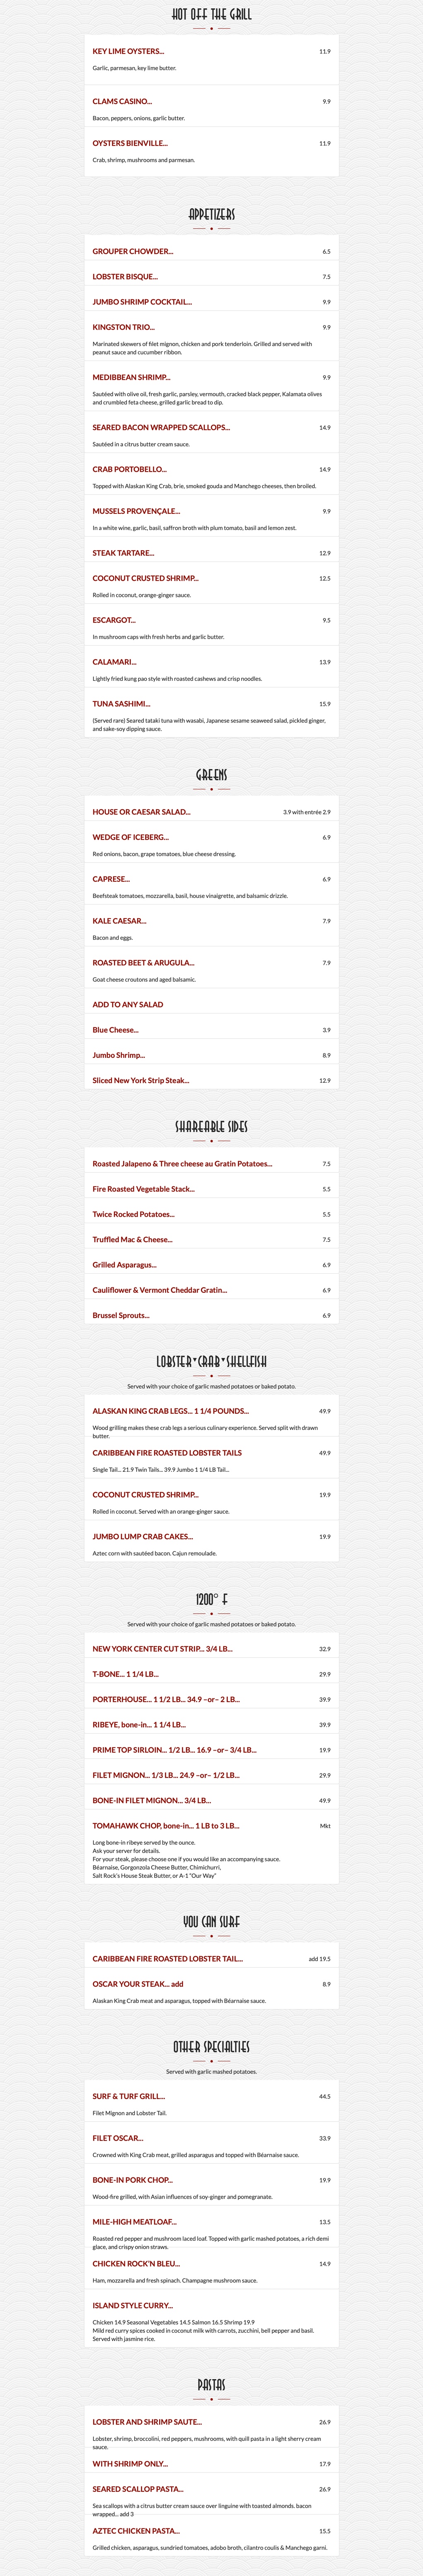 HOT OFF THE GRILL
KEY LIME OYSTERS... 11.9
Garlic, parmesan, key lime butter.
CLAMS CASINO... 9.9
Bacon, peppers, onions, garlic butter.
OYSTERS BIENVILLE... 11.9
Crab, shrimp, mushrooms and parmesan.
APPETIZERS
GROUPER CHOWDER... 6.5
LOBSTER BISQUE... 7.5
JUMBO SHRIMP COCKTAIL... 9.9
KINGSTON TRIO... 9.9
Marinated skewers of filet mignon, chicken and pork tenderloin. Grilled and served with
peanut sauce and cucumber ribbon.
MEDIBBEAN SHRIMP... 9.9
Sautéed with olive oil, fresh garlic, parsley, vermouth, cracked black pepper, Kalamata olives
and crumbled feta cheese, grilled garlic bread to dip.
SEARED BACON WRAPPED SCALLOPS... 14.9
Sautéed in a citrus butter cream sauce.
CRAB PORTOBELLO... 14.9
Topped with Alaskan King Crab, brie, smoked gouda and Manchego cheeses, then broiled.
MUSSELS PROVENÇALE... 9.9
In a white wine, garlic, basil, saffron broth with plum tomato, basil and lemon zest.
STEAK TARTARE... 12.9
COCONUT CRUSTED SHRIMP... 12.5
Rolled in coconut, orange-ginger sauce.
ESCARGOT... 9.5
In mushroom caps with fresh herbs and garlic butter.
CALAMARI... 13.9
Lightly fried kung pao style with roasted cashews and crisp noodles.
TUNA SASHIMI... 15.9
(Served rare) Seared tataki tuna with wasabi, Japanese sesame seaweed salad, pickled ginger,
and sake-soy dipping sauce.
GREENS
HOUSE OR CAESAR SALAD... 3.9 with entrée 2.9
WEDGE OF ICEBERG... 6.9
Red onions, bacon, grape tomatoes, blue cheese dressing.
CAPRESE... 6.9
Beefsteak tomatoes, mozzarella, basil, house vinaigrette, and balsamic drizzle.
KALE CAESAR... 7.9
Bacon and eggs.
ROASTED BEET & ARUGULA... 7.9
Goat cheese croutons and aged balsamic.
ADD TO ANY SALAD
Blue Cheese... 3.9
Jumbo Shrimp... 8.9
Sliced New York Strip Steak... 12.9
SHAREABLE SIDES
Roasted Jalapeno & Three cheese au Gratin Potatoes... 7.5
Fire Roasted Vegetable Stack... 5.5
Twice Rocked Potatoes... 5.5
Truffled Mac & Cheese... 7.5
Grilled Asparagus... 6.9
Cauliflower & Vermont Cheddar Gratin... 6.9
Brussel Sprouts... 6.9
LOBSTER*CRAB*SHELLFISH
Served with your choice of garlic mashed potatoes or baked potato.
ALASKAN KING CRAB LEGS... 1 1/4 POUNDS... 49.9
Wood grilling makes these crab legs a serious culinary experience. Served split with drawn
butter.
CARIBBEAN FIRE ROASTED LOBSTER TAILS 49.9
Single Tail... 21.9 Twin Tails... 39.9 Jumbo 1 1/4 LB Tail...
COCONUT CRUSTED SHRIMP... 19.9
Rolled in coconut. Served with an orange-ginger sauce.
JUMBO LUMP CRAB CAKES... 19.9
Aztec corn with sautéed bacon. Cajun remoulade.
1200° F
Served with your choice of garlic mashed potatoes or baked potato.
NEW YORK CENTER CUT STRIP... 3/4 LB... 32.9
T-BONE... 1 1/4 LB... 29.9
PORTERHOUSE... 1 1/2 LB... 34.9 –or– 2 LB... 39.9
RIBEYE, bone-in... 1 1/4 LB... 39.9
PRIME TOP SIRLOIN... 1/2 LB... 16.9 –or– 3/4 LB... 19.9
FILET MIGNON... 1/3 LB... 24.9 –or– 1/2 LB... 29.9
BONE-IN FILET MIGNON... 3/4 LB... 49.9
TOMAHAWK CHOP, bone-in... 1 LB to 3 LB... Mkt
Long bone-in ribeye served by the ounce.
Ask your server for details.
For your steak, please choose one if you would like an accompanying sauce.
Béarnaise, Gorgonzola Cheese Butter, Chimichurri,
Salt Rock's House Steak Butter, or A-1 "Our Way"
YOU CAN SURF
CARIBBEAN FIRE ROASTED LOBSTER TAIL... add 19.5
OSCAR YOUR STEAK... add 8.9
Alaskan King Crab meat and asparagus, topped with Béarnaise sauce.
OTHER SPECIALTIES
Served with garlic mashed potatoes.
SURF & TURF GRILL... 44.5
Filet Mignon and Lobster Tail.
FILET OSCAR... 33.9
Crowned with King Crab meat, grilled asparagus and topped with Béarnaise sauce.
BONE-IN PORK CHOP... 19.9
Wood-fire grilled, with Asian influences of soy-ginger and pomegranate.
MILE-HIGH MEATLOAF... 13.5
Roasted red pepper and mushroom laced loaf. Topped with garlic mashed potatoes, a rich demi
glace, and crispy onion straws.
CHICKEN ROCK'N BLEU... 14.9
Ham, mozzarella and fresh spinach. Champagne mushroom sauce.
ISLAND STYLE CURRY...
Chicken 14.9 Seasonal Vegetables 14.5 Salmon 16.5 Shrimp 19.9
Mild red curry spices cooked in coconut milk with carrots, zucchini, bell pepper and basil.
Served with jasmine rice.
PASTAS
LOBSTER AND SHRIMP SAUTE... 26.9
Lobster, shrimp, broccolini, red peppers, mushrooms, with quill pasta in a light sherry cream
sauce.
WITH SHRIMP ONLY... 17.9
SEARED SCALLOP PASTA... 26.9
Sea scallops with a citrus butter cream sauce over linguine with toasted almonds. bacon
wrapped... add 3
AZTEC CHICKEN PASTA... 15.5
Grilled chicken, asparagus, sundried tomatoes, adobo broth, cilantro coulis & Manchego garni.